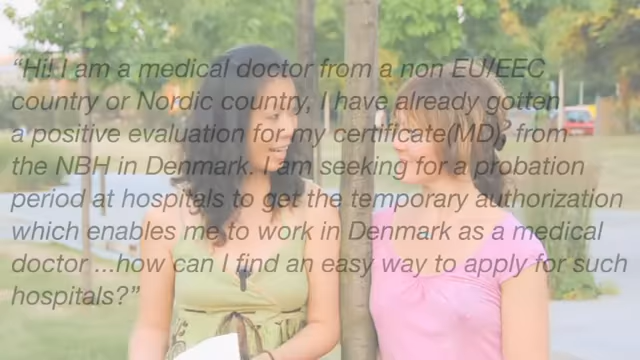 “Hi! I am a medical doctor from a non EU/EEC
country or Nordic country, I have already gotten
a positive evaluation for my certificate(MD), from
the NBH in Denmark. I am seeking for a probation
period at hospitals to get the temporary authorization
which enables me to work in Denmark as a medical
doctor ...how can I find an easy way to apply for such
hospitals?”